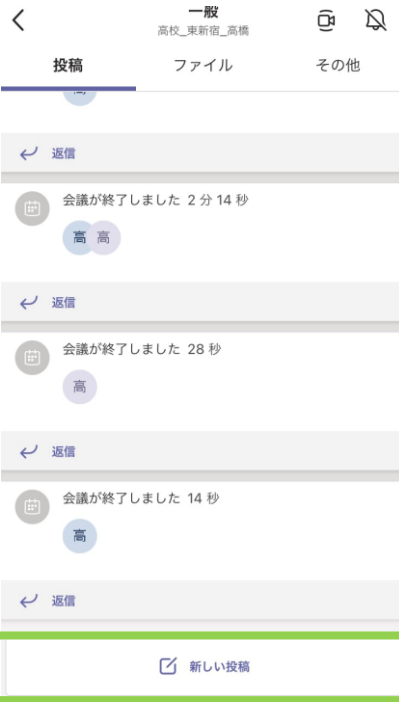 一般
高校_東新宿_高橋
投稿 ファイル その他
返信
会議が終了しました 2 分 14 秒
高 高
返信
会議が終了しました 28 秒
高
返信
会議が終了しました 14 秒
高
返信
新しい投稿